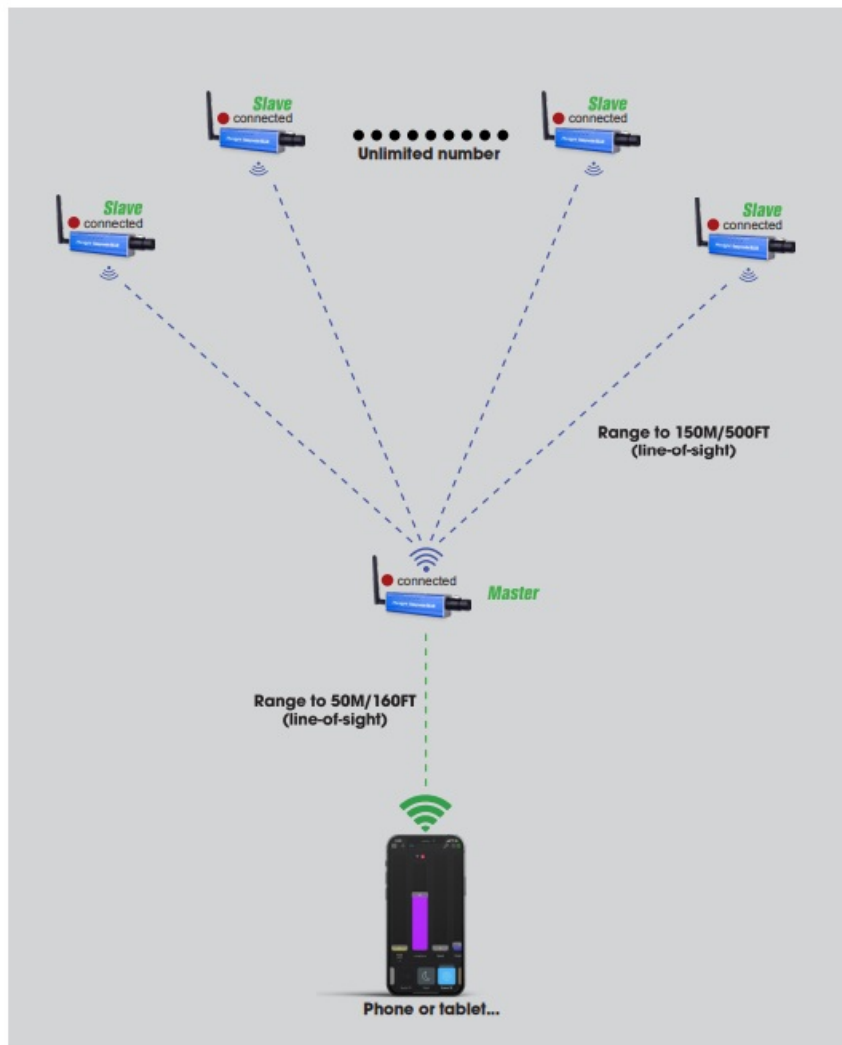 Slave
connected
Slave
connected
Unlimited number
Slave
connected
Slave
connected
Range to 150M/500FT
(line-of-sight)
connected
Master
Range to 50M/160FT
(line-of-sight)
Phone or tablet...